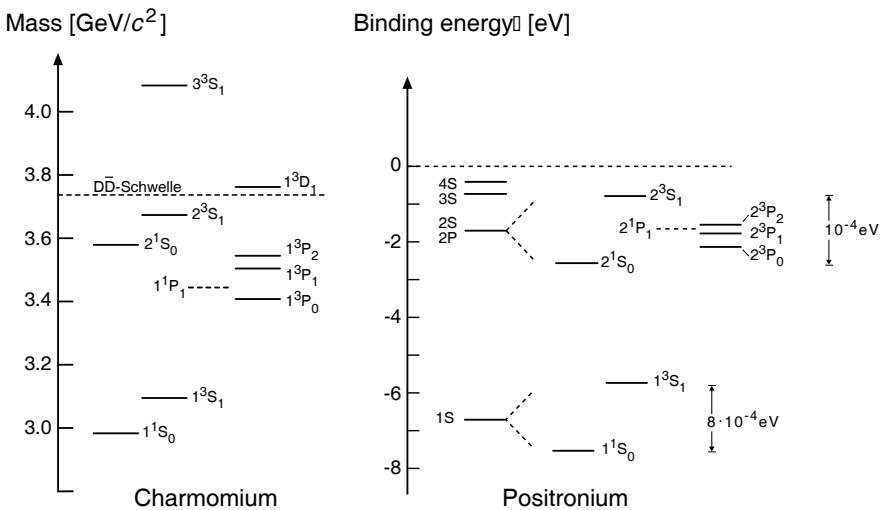 Mass [GeV/c²]
4.0
3.8
3.6
3.4
3.2
3.0
3³S₁
DD̄-Schwelle
1³D₁
2³S₁
2¹S₀
1³P₂
1³P₁
1¹P₁
1³P₀
1³S₁
1¹S₀
Charmomium
Binding energy▯ [eV]
0
-2
-4
-6
-8
4S
3S
2S
2P
2³S₁
2¹S₀
2¹P₁
2³P₂
2³P₁
2³P₀
10⁻⁴eV
1S
1³S₁
1¹S₀
8·10⁻⁴eV
Positronium